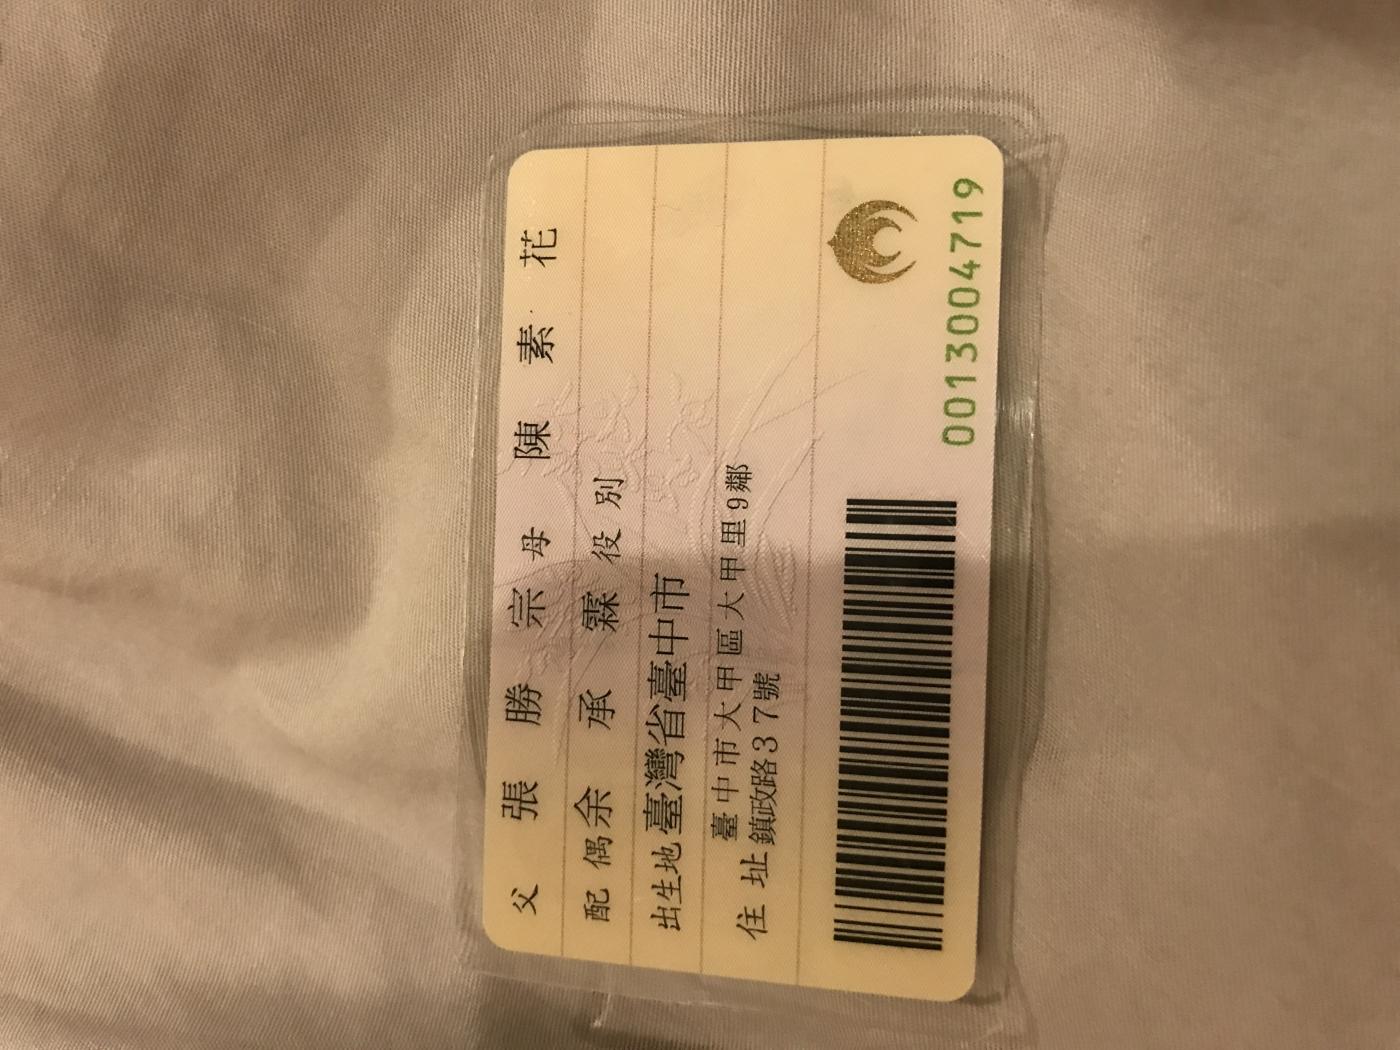 父 張 勝 宗 母 陳 素 花
配 偶 余 承 霖 役 別
出生地 臺灣省臺中市
住 址 臺中市大甲區大甲里9鄰
鎮政路37號
0013004719